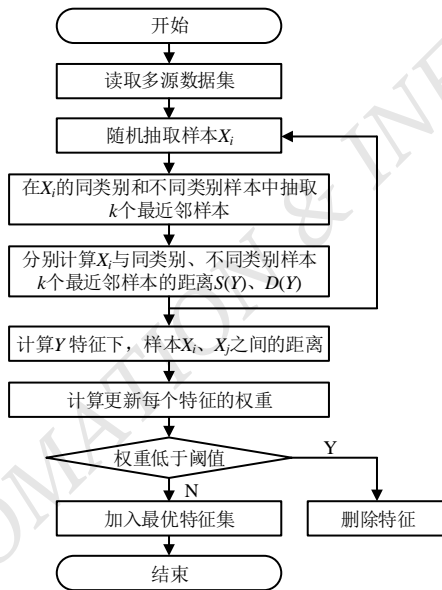 开始
读取多源数据集
随机抽取样本Xi
在Xi的同类别和不同类别样本中抽取
k个最近邻样本
分别计算Xi与同类别、不同类别样本
k个最近邻样本的距离S(Y)、D(Y)
计算Y 特征下，样本Xi、Xj之间的距离
计算更新每个特征的权重
权重低于阈值
Y
N
加入最优特征集
删除特征
结束
OMATION & INF